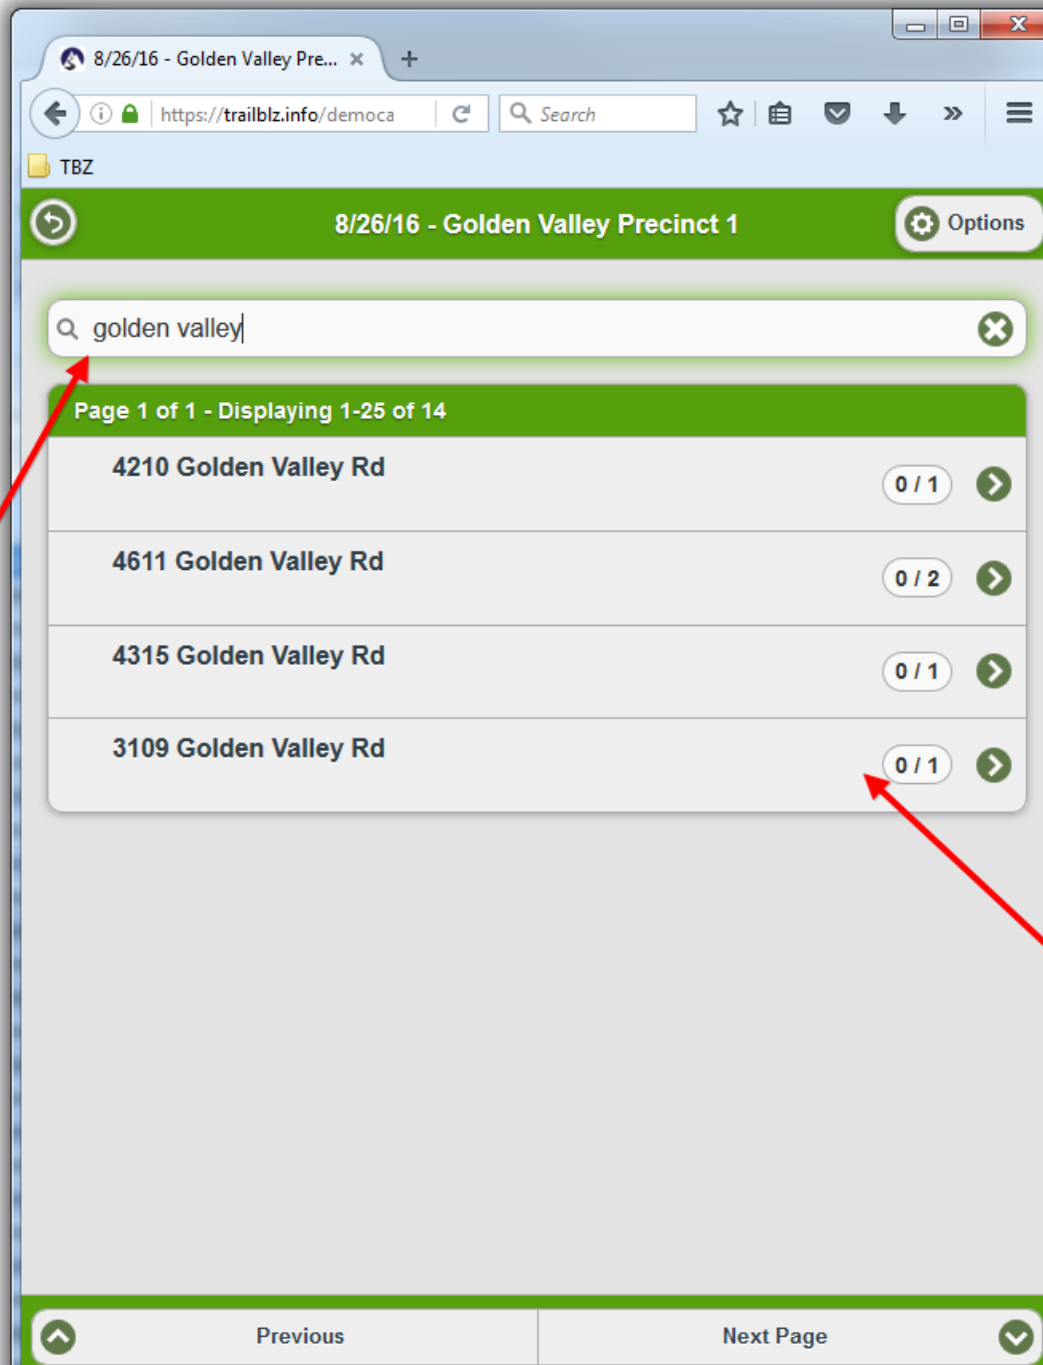 8/26/16 - Golden Valley Pre...
https://trailblz.info/democa
Search
TBZ
8/26/16 - Golden Valley Precinct 1
Options
golden valley
Page 1 of 1 - Displaying 1-25 of 14
4210 Golden Valley Rd
0 / 1
4611 Golden Valley Rd
0 / 2
4315 Golden Valley Rd
0 / 1
3109 Golden Valley Rd
0 / 1
Previous
Next Page